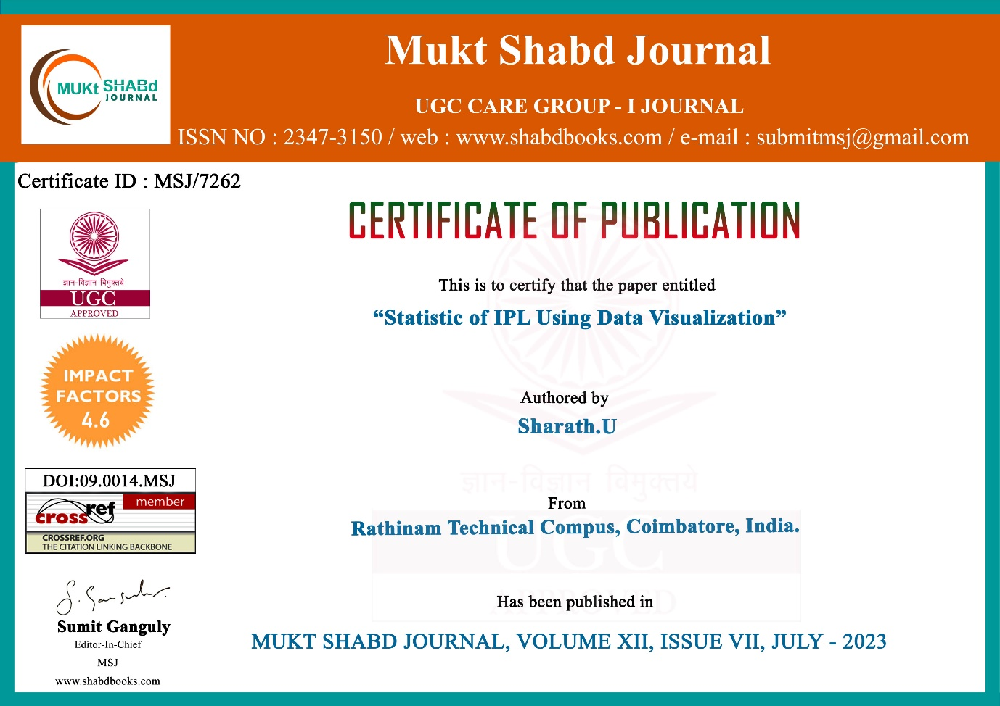 MUKt SHABd
JOURNAL
Mukt Shabd Journal
UGC CARE GROUP - I JOURNAL
ISSN NO : 2347-3150 / web : www.shabdbooks.com / e-mail : submitmsj@gmail.com
Certificate ID : MSJ/7262
ज्ञान-विज्ञान विमुक्तये
UGC
APPROVED
IMPACT
FACTORS
4.6
DOI:09.0014.MSJ
member
crossref
CROSSREF.ORG
THE CITATION LINKING BACKBONE
S. Ganguly
Sumit Ganguly
Editor-In-Chief
MSJ
www.shabdbooks.com
CERTIFICATE OF PUBLICATION
This is to certify that the paper entitled
“Statistic of IPL Using Data Visualization”
Authored by
Sharath.U
ज्ञान-विज्ञान विमुक्तये
From
Rathinam Technical Compus, Coimbatore, India.
UGC
APPROVED
Has been published in
MUKT SHABD JOURNAL, VOLUME XII, ISSUE VII, JULY - 2023